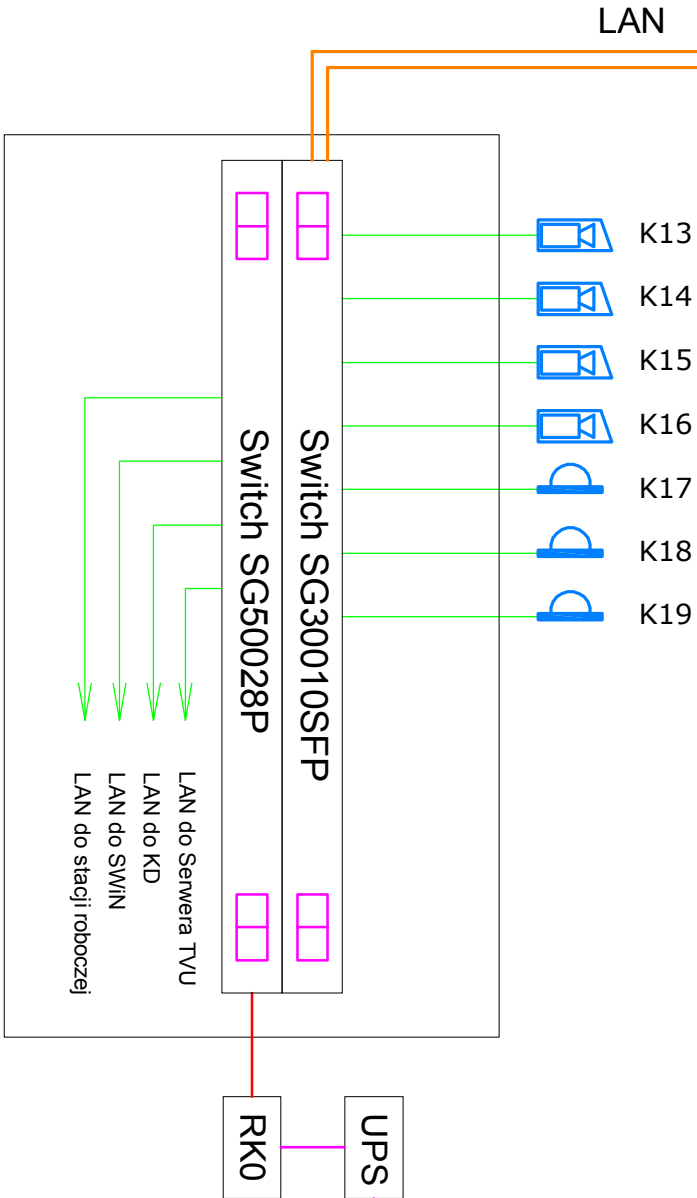 LAN
K13
K14
K15
K16
K17
K18
K19
Switch SG30010SFP
Switch SG50028P
LAN do Serwera TVU
LAN do KD
LAN do SWiN
LAN do stacji roboczej
RK0
UPS